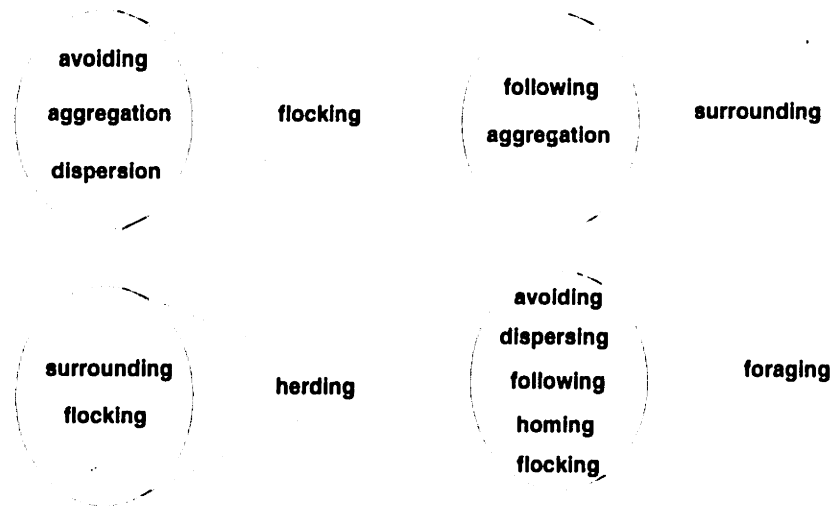 avoiding
aggregation
dispersion
flocking
following
aggregation
surrounding
surrounding
flocking
herding
avoiding
dispersing
following
homing
flocking
foraging